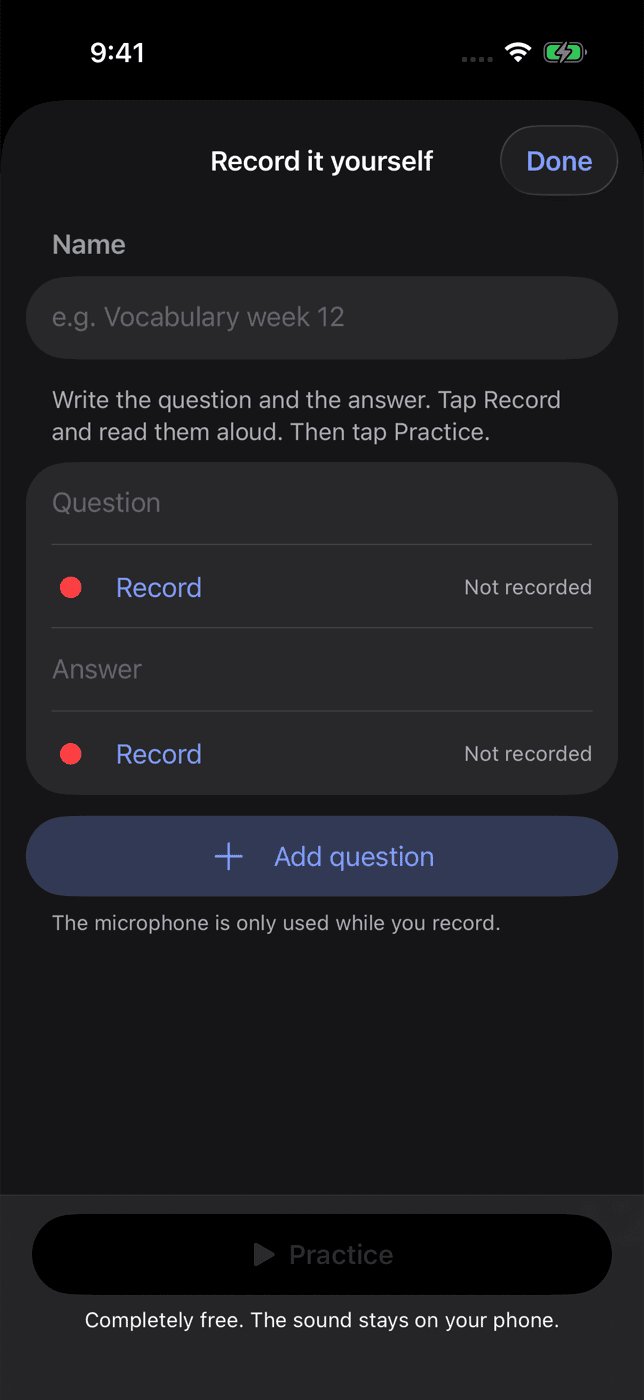 9:41
Record it yourself
Done
Name
e.g. Vocabulary week 12
Write the question and the answer. Tap Record
and read them aloud. Then tap Practice.
Question
Record
Not recorded
Answer
Record
Not recorded
Add question
The microphone is only used while you record.
Practice
Completely free. The sound stays on your phone.